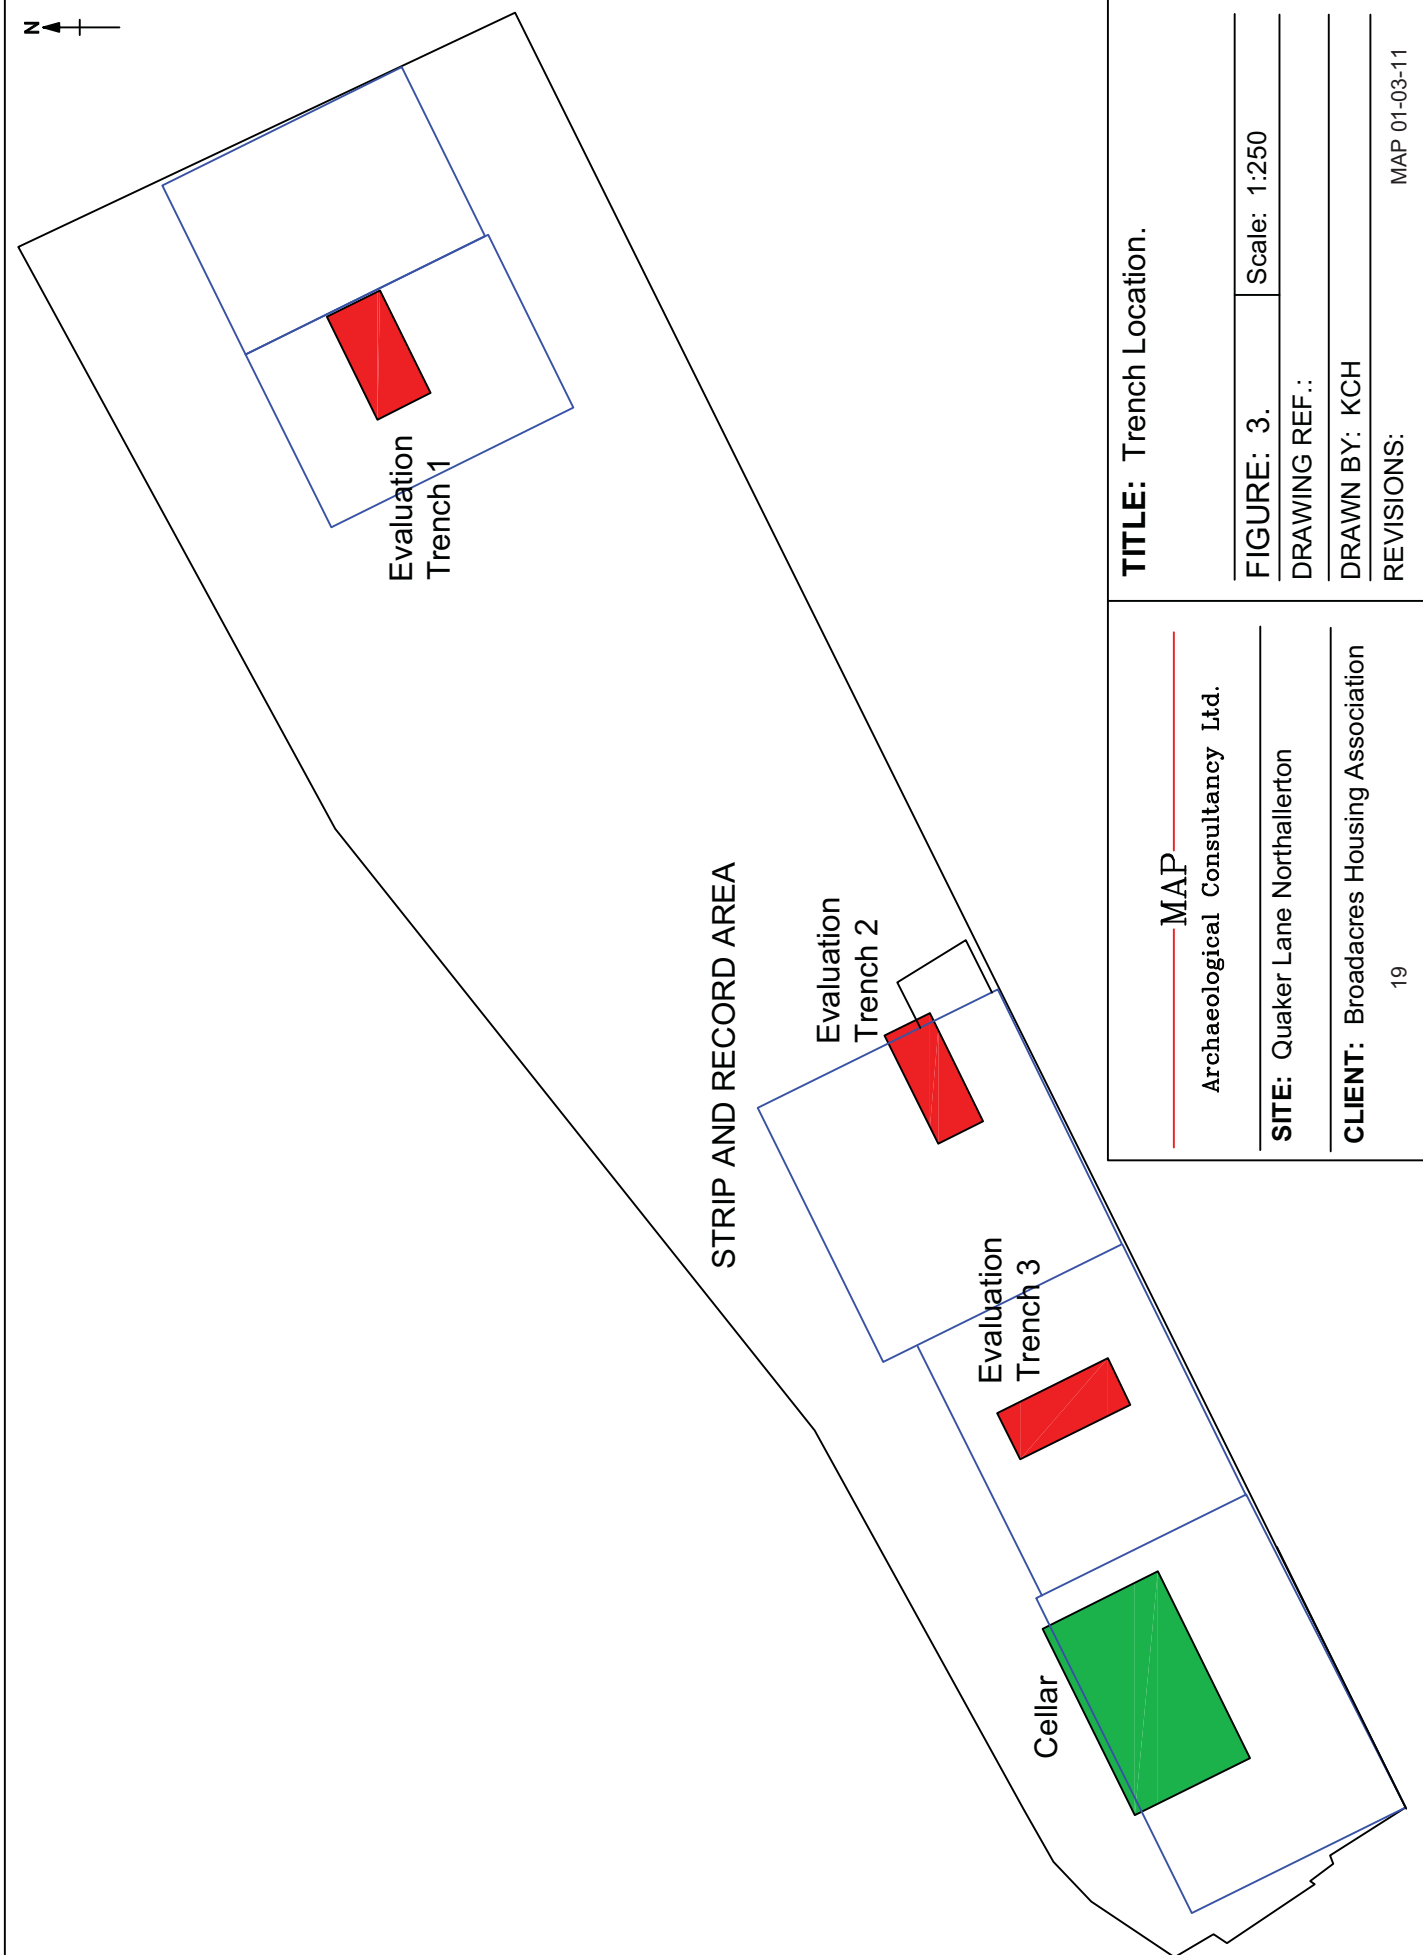 N
Evaluation
Trench 1
STRIP AND RECORD AREA
Evaluation
Trench 2
Evaluation
Trench 3
Cellar
MAP
Archaeological Consultancy Ltd.
SITE: Quaker Lane Northallerton
CLIENT: Broadacres Housing Association
19
TITLE: Trench Location.
FIGURE: 3. Scale: 1:250
DRAWING REF.:
DRAWN BY: KCH
REVISIONS:
MAP 01-03-11